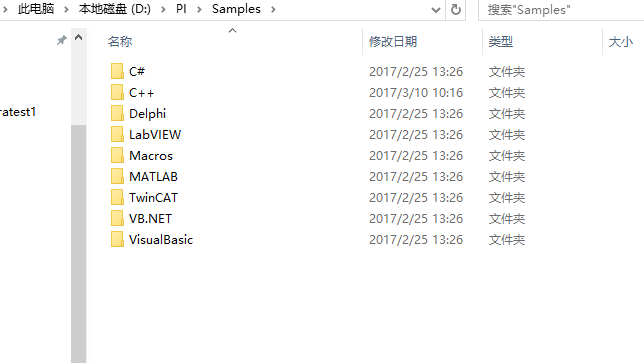 此电脑 > 本地磁盘 (D:) > PI > Samples >
搜索"Samples"
名称 修改日期 类型 大小
C# 2017/2/25 13:26 文件夹
C++ 2017/3/10 10:16 文件夹
Delphi 2017/2/25 13:26 文件夹
LabVIEW 2017/2/25 13:26 文件夹
Macros 2017/2/25 13:26 文件夹
MATLAB 2017/2/25 13:26 文件夹
TwinCAT 2017/2/25 13:26 文件夹
VB.NET 2017/2/25 13:26 文件夹
VisualBasic 2017/2/25 13:26 文件夹
ratest1